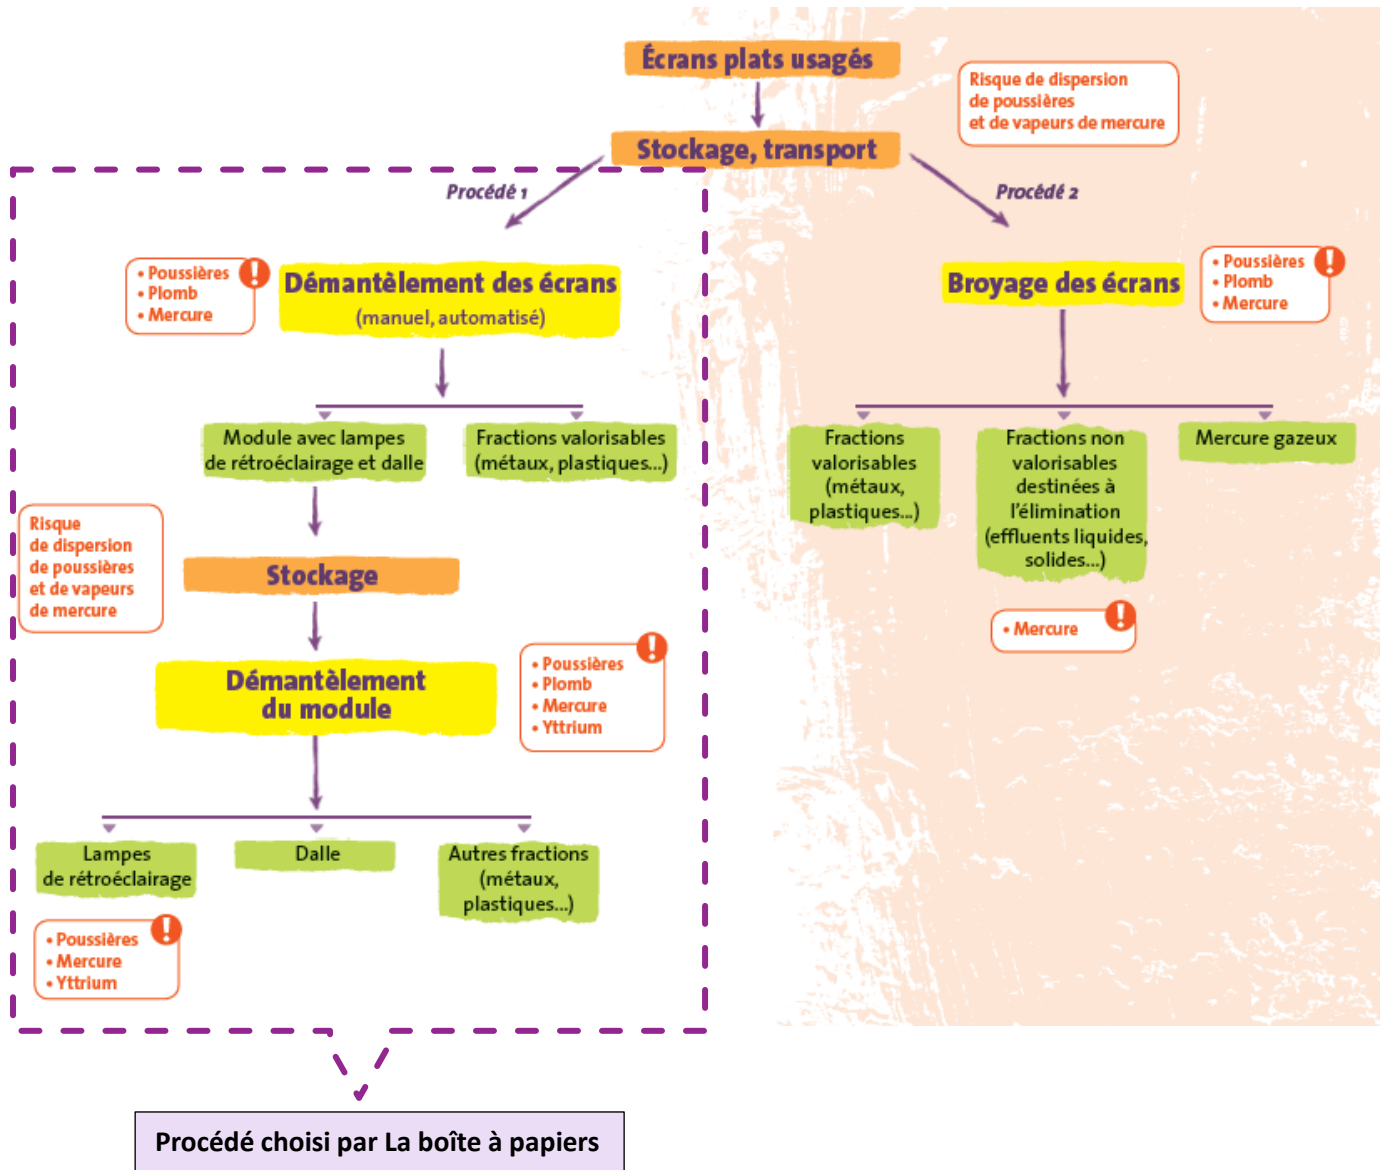 Écrans plats usagés
Risque de dispersion
de poussières
et de vapeurs de mercure
Stockage, transport
Procédé 1
Procédé 2
• Poussières
• Plomb
• Mercure
Démantèlement des écrans
(manuel, automatisé)
Broyage des écrans
• Poussières
• Plomb
• Mercure
Module avec lampes
de rétroéclairage et dalle
Fractions valorisables
(métaux, plastiques...)
Fractions
valorisables
(métaux,
plastiques...)
Fractions non
valorisables
destinées à
l'élimination
(effluents liquides,
solides...)
Mercure gazeux
Risque
de dispersion
de poussières
et de vapeurs
de mercure
Stockage
• Mercure
Démantèlement
du module
• Poussières
• Plomb
• Mercure
• Yttrium
Lampes
de rétroéclairage
Dalle
Autres fractions
(métaux,
plastiques...)
• Poussières
• Mercure
• Yttrium
Procédé choisi par La boîte à papiers